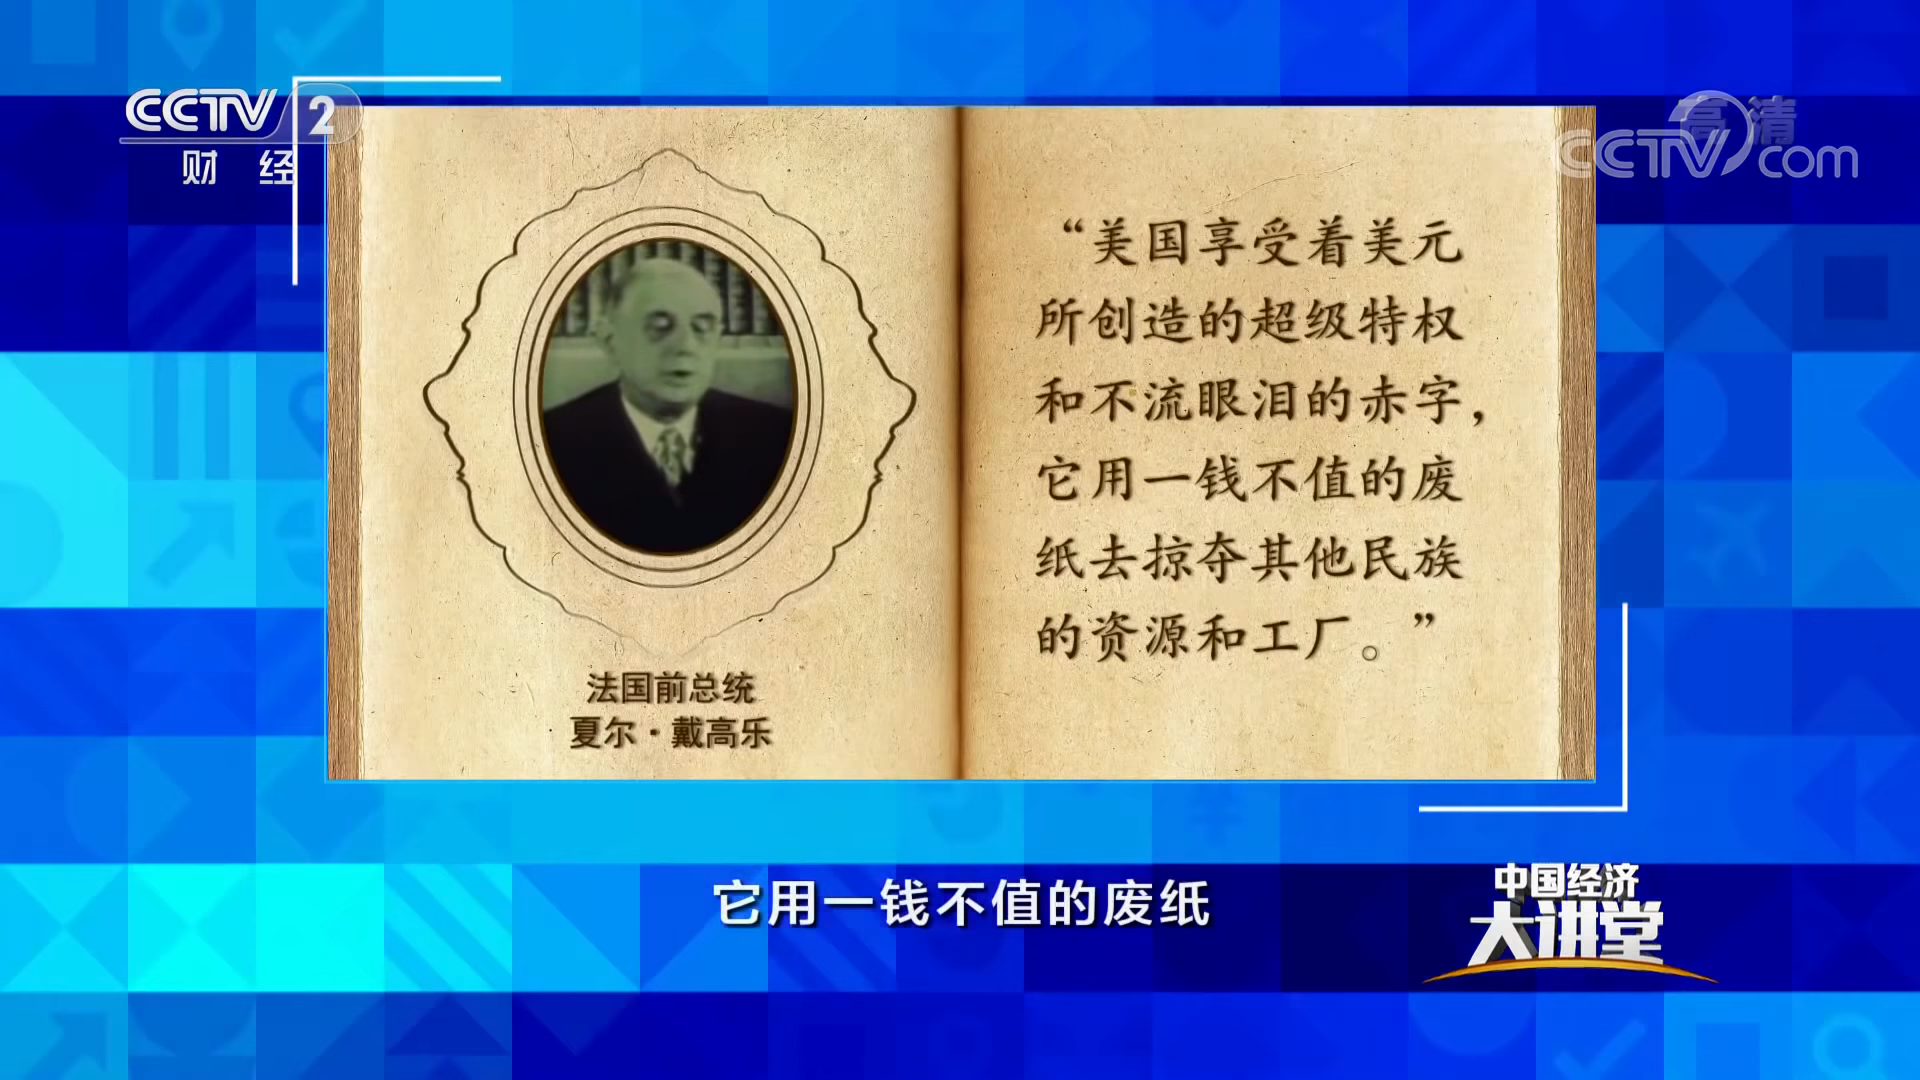 CCTV 2
财 经
高清
CCTV.com
“美国享受着美元
所创造的超级特权
和不流眼泪的赤字，
它用一钱不值的废
纸去掠夺其他民族
的资源和工厂。”
法国前总统
夏尔·戴高乐
它用一钱不值的废纸
中国经济
大讲堂